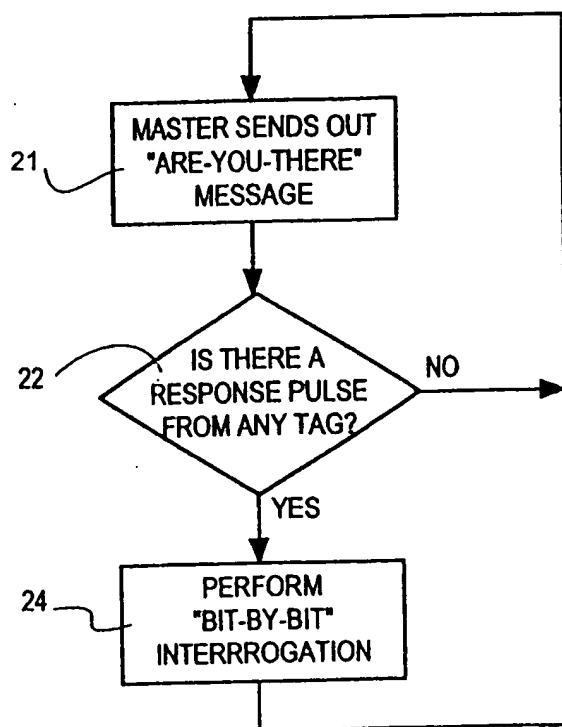 MASTER SENDS OUT
"ARE-YOU-THERE"
MESSAGE
21
IS THERE A
RESPONSE PULSE
FROM ANY TAG?
22
NO
YES
PERFORM
"BIT-BY-BIT"
INTERRROGATION
24